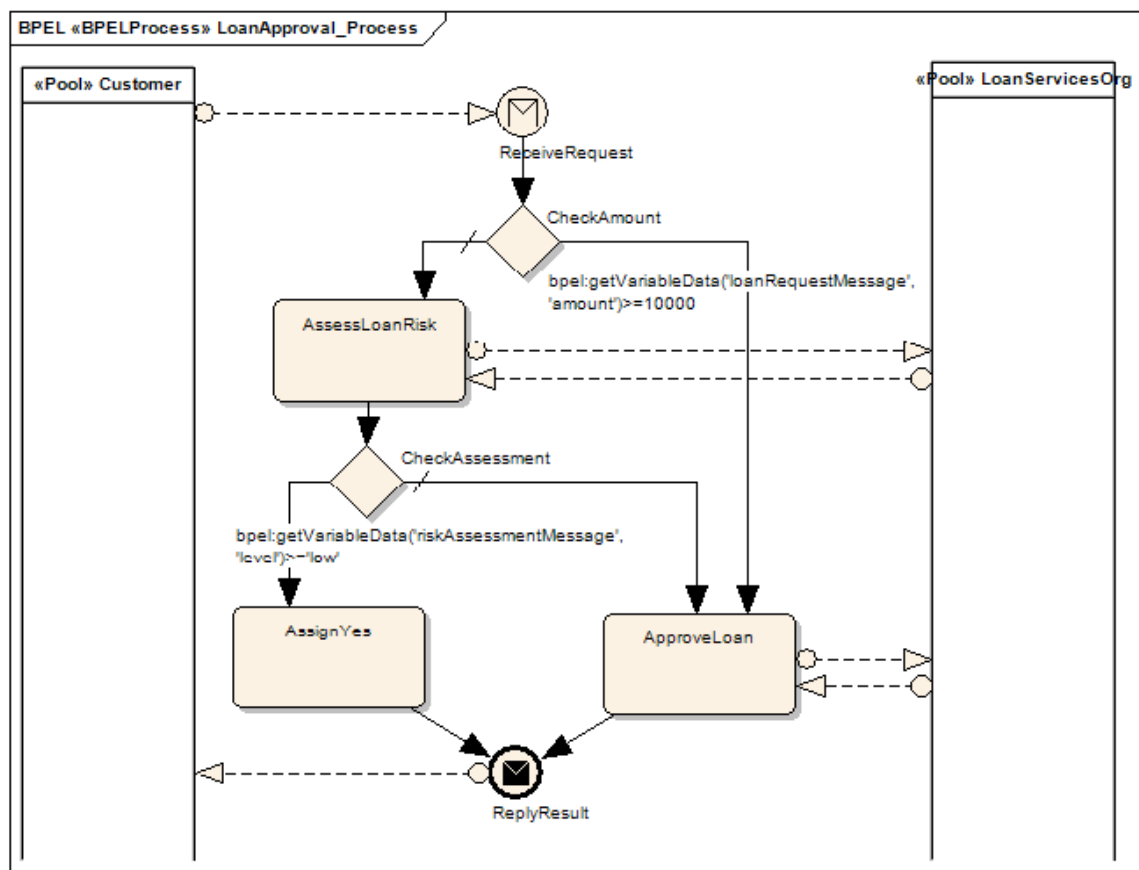 BPEL «BPELProcess» LoanApproval_Process
«Pool» Customer
«Pool» LoanServicesOrg
ReceiveRequest
CheckAmount
bpel:getVariableData('loanRequestMessage',
'amount')>=10000
AssessLoanRisk
CheckAssessment
bpel:getVariableData('riskAssessmentMessage',
'level')>='low'
AssignYes
ApproveLoan
ReplyResult